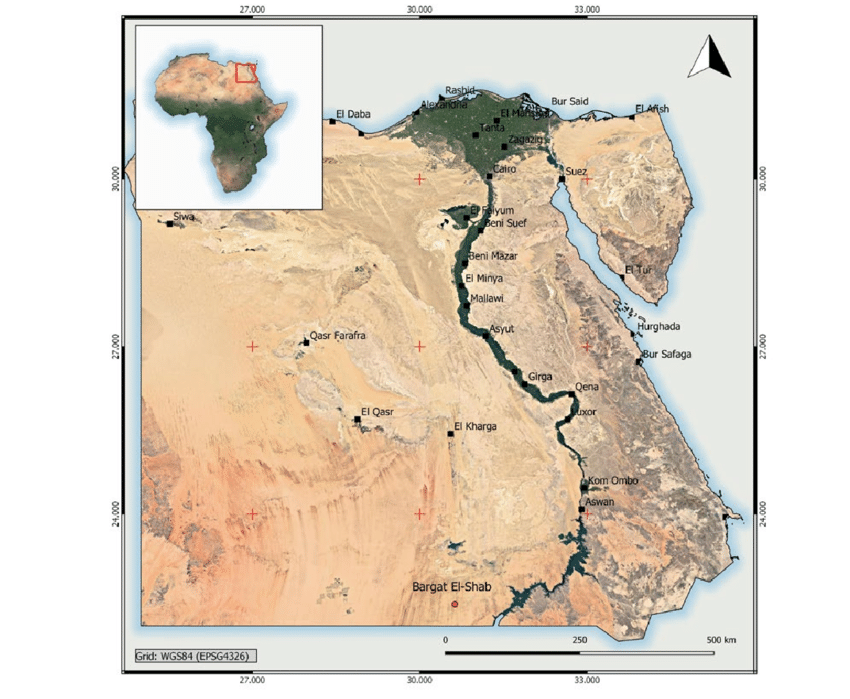 27.000
30.000
33.000
Rashid
Alexandria
Bur Said
El Daba
El Mansura
El Arish
Tanta
Zagazig
Cairo
Suez
30.000
30.000
Siwa
El Faiyum
Beni Suef
Beni Mazar
El Tur
El Minya
Mallawi
Hurghada
Asyut
Qasr Farafra
27.000
27.000
Bur Safaga
Girga
Qena
El Qasr
Luxor
El Kharga
Kom Ombo
Aswan
24.000
24.000
Bargat El-Shab
0
250
500 km
Grid: WGS84 (EPSG4326)
27.000
30.000
33.000